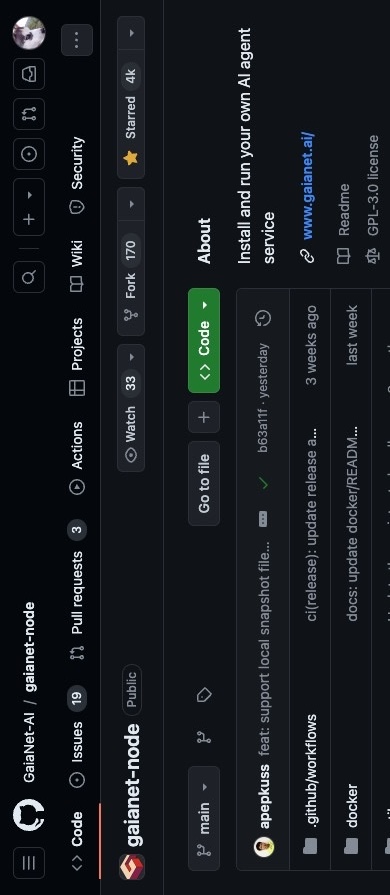 GaiaNet-AI / gaianet-node
Code
Issues 19
Pull requests 3
Actions
Projects
Wiki
Security
gaianet-node Public
Watch 33
Fork 170
Starred 4k
main
Go to file
Code
apepkuss feat: support local snapshot file... b63a11f · yesterday
.github/workflows ci(release): update release a... 3 weeks ago
docker docs: update docker/READM... last week
About
Install and run your own AI agent
service
www.gaianet.ai/
Readme
GPL-3.0 license